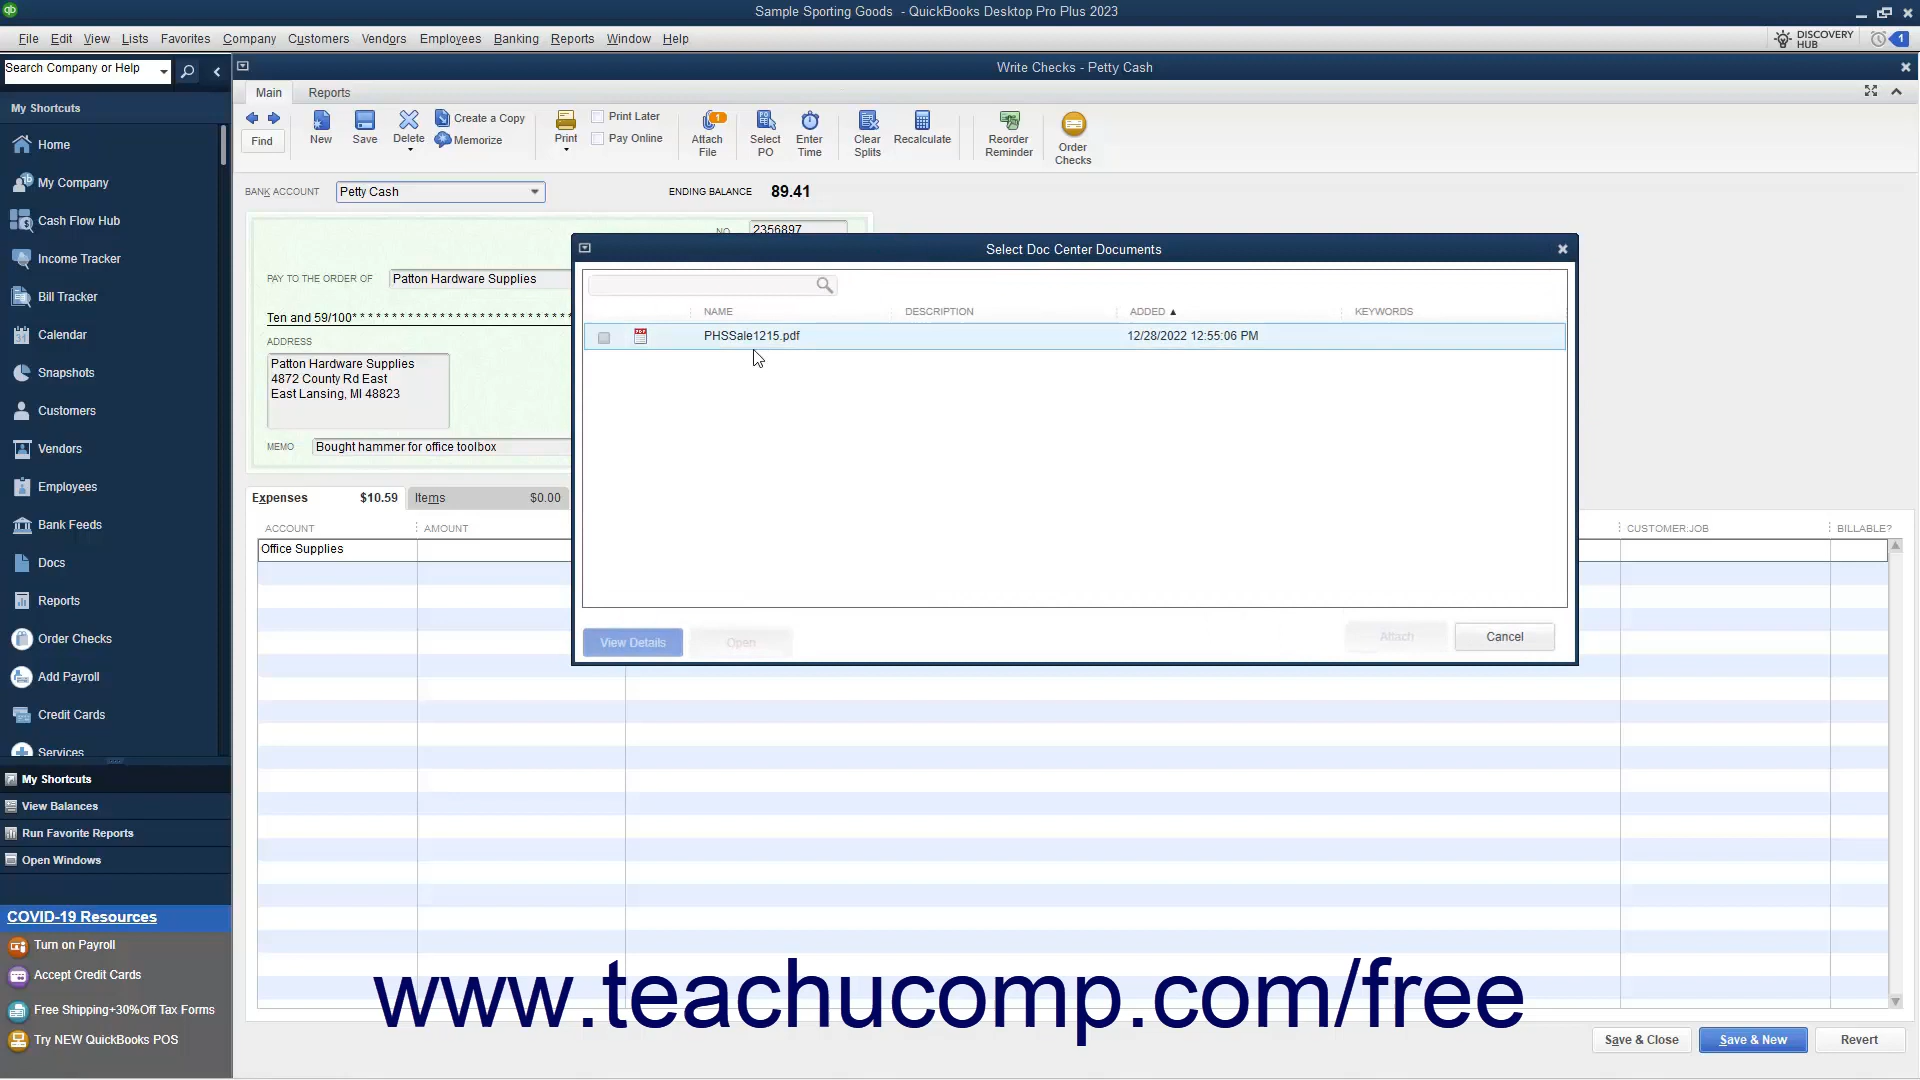 Sample Sporting Goods - QuickBooks Desktop Pro Plus 2023
File Edit View Lists Favorites Company Customers Vendors Employees Banking Reports Window Help
DISCOVERY HUB 1
Search Company or Help
Write Checks - Petty Cash
My Shortcuts
Home
My Company
Cash Flow Hub
Income Tracker
Bill Tracker
Calendar
Snapshots
Customers
Vendors
Employees
Bank Feeds
Docs
Reports
Order Checks
Add Payroll
Credit Cards
Services
My Shortcuts
View Balances
Run Favorite Reports
Open Windows
COVID-19 Resources
Turn on Payroll
Accept Credit Cards
Free Shipping+30%Off Tax Forms
Try NEW QuickBooks POS
Main Reports
Find
New
Save
Delete
Create a Copy
Memorize
Print
Print Later
Pay Online
1
Attach File
Select PO
Enter Time
Clear Splits
Recalculate
Reorder Reminder
Order Checks
BANK ACCOUNT Petty Cash ENDING BALANCE 89.41
NO. 2356897
PAY TO THE ORDER OF Patton Hardware Supplies
Ten and 59/100* * * * * * * * * * * * * * * * * * * * * * *
ADDRESS
Patton Hardware Supplies
4872 County Rd East
East Lansing, MI 48823
MEMO Bought hammer for office toolbox
Expenses $10.59 Items $0.00
ACCOUNT AMOUNT CUSTOMER:JOB BILLABLE?
Office Supplies
Select Doc Center Documents
NAME DESCRIPTION ADDED KEYWORDS
PHSSale1215.pdf 12/28/2022 12:55:06 PM
View Details Open Attach Cancel
www.teachucomp.com/free
Save & Close Save & New Revert